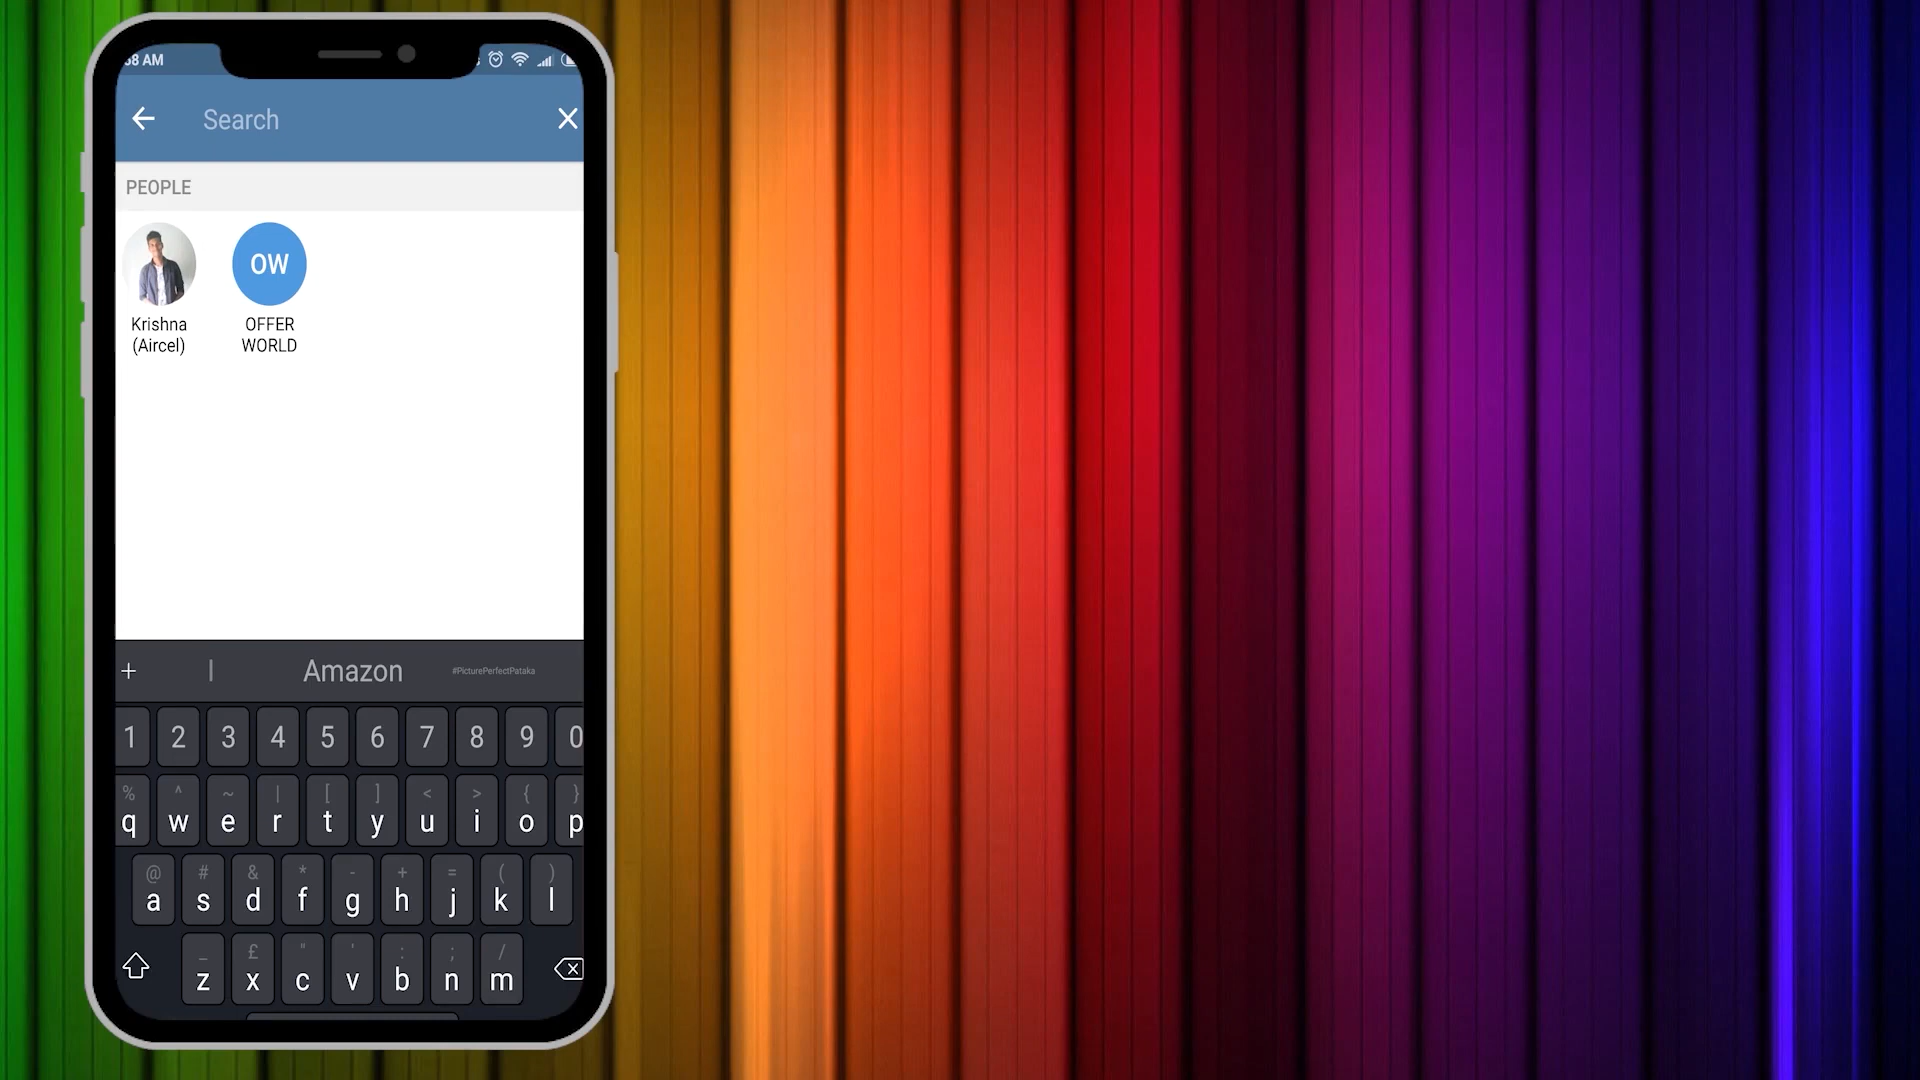 58 AM
Search
PEOPLE
OW
Krishna
(Aircel)
OFFER
WORLD
+ | Amazon #PicturePerfectPataka
1 2 3 4 5 6 7 8 9 0
% ^ ~ | [ ] < > { }
q w e r t y u i o p
@ # & * - + = ( )
a s d f g h j k l
_ £ " ' : ; /
z x c v b n m